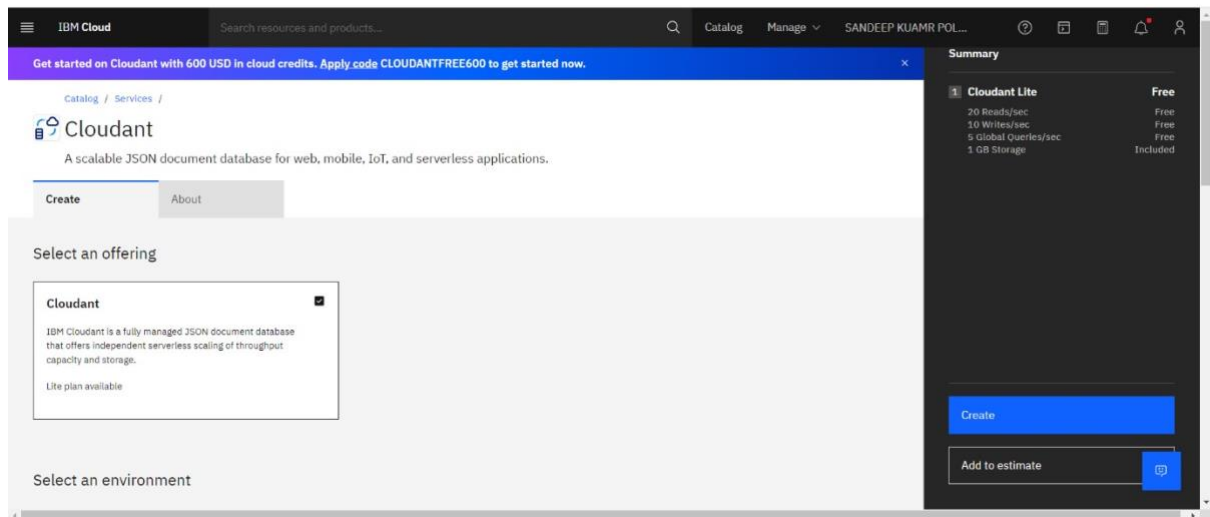 IBM Cloud
Search resources and products...
Catalog
Manage
SANDEEP KUAMR POL...
Get started on Cloudant with 600 USD in cloud credits. Apply code CLOUDANTFREE600 to get started now.
Catalog / Services /
Cloudant
A scalable JSON document database for web, mobile, IoT, and serverless applications.
Create
About
Select an offering
Cloudant
IBM Cloudant is a fully managed JSON document database
that offers independent serverless scaling of throughput
capacity and storage.
Lite plan available
Select an environment
Summary
1 Cloudant Lite Free
20 Reads/sec Free
10 Writes/sec Free
5 Global Queries/sec Free
1 GB Storage Included
Create
Add to estimate